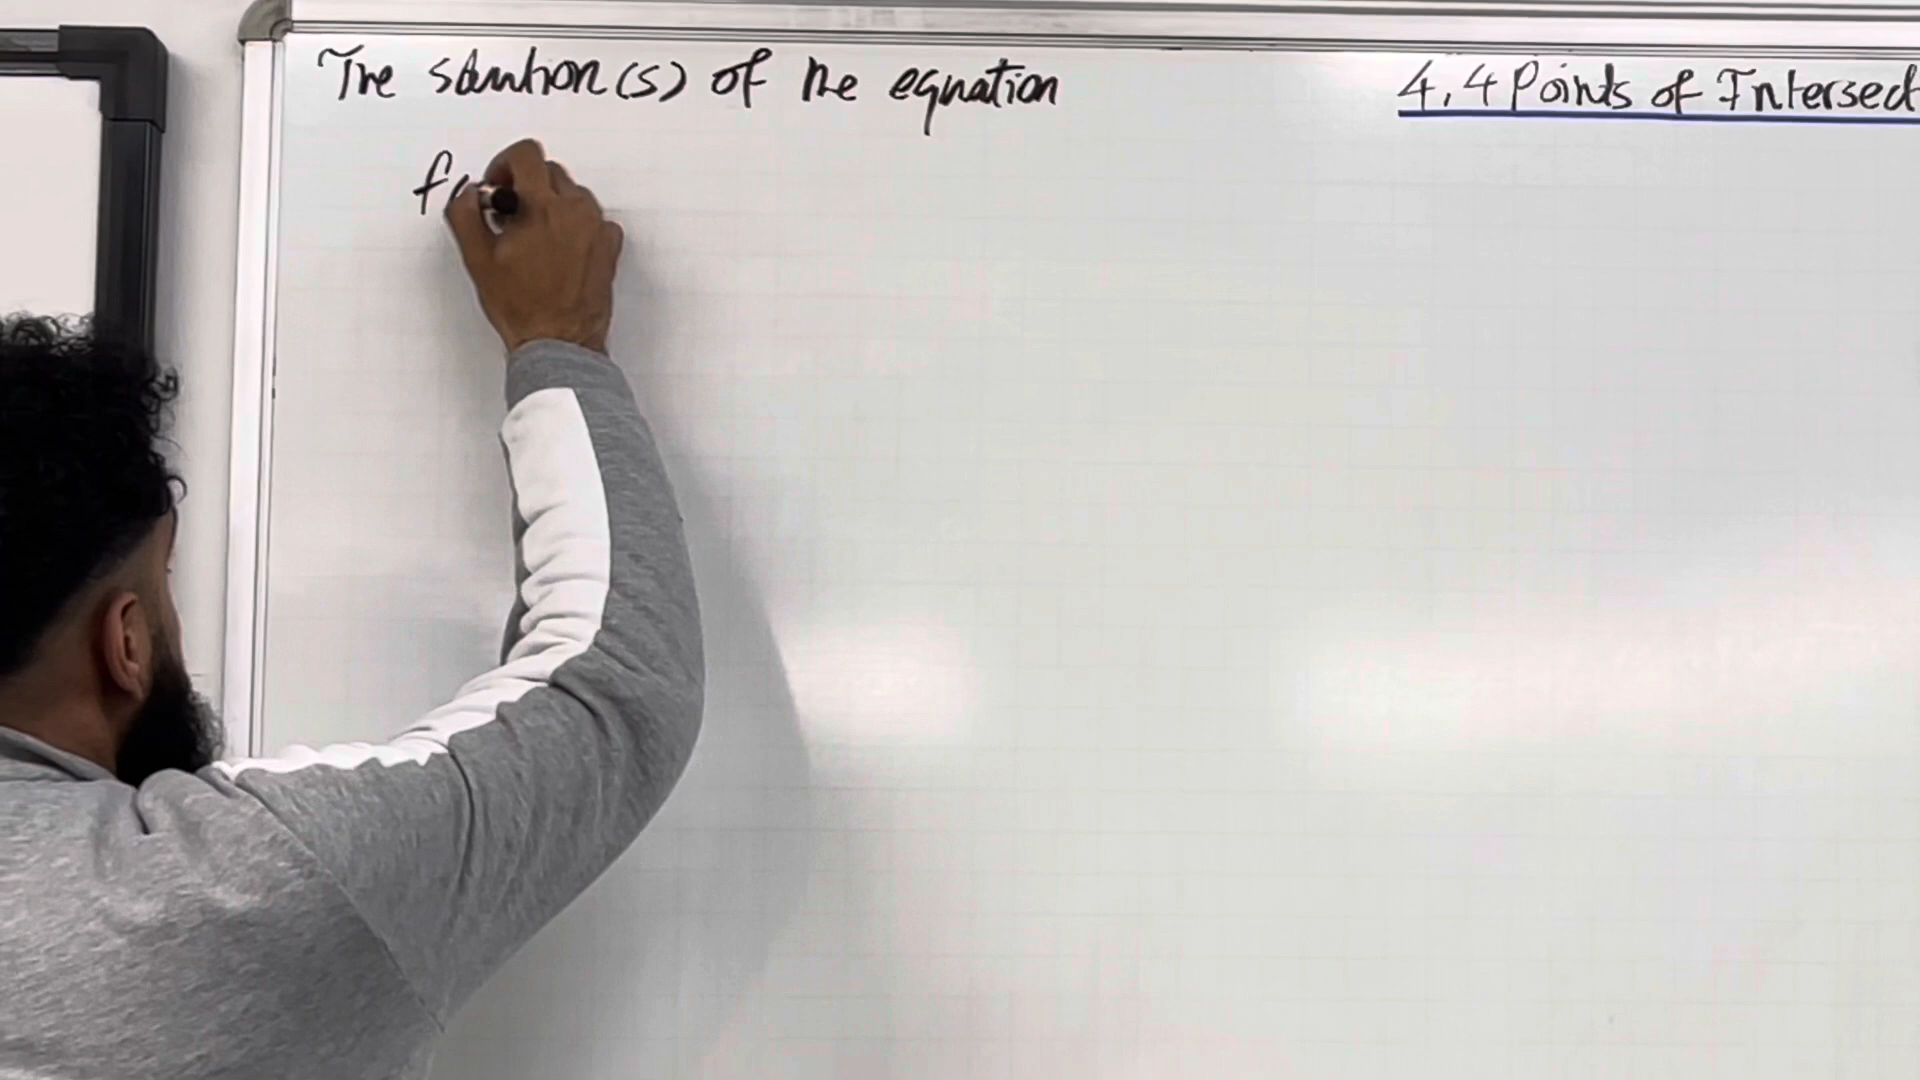 The solution(s) of the equation
4.4 Points of Intersect
f(